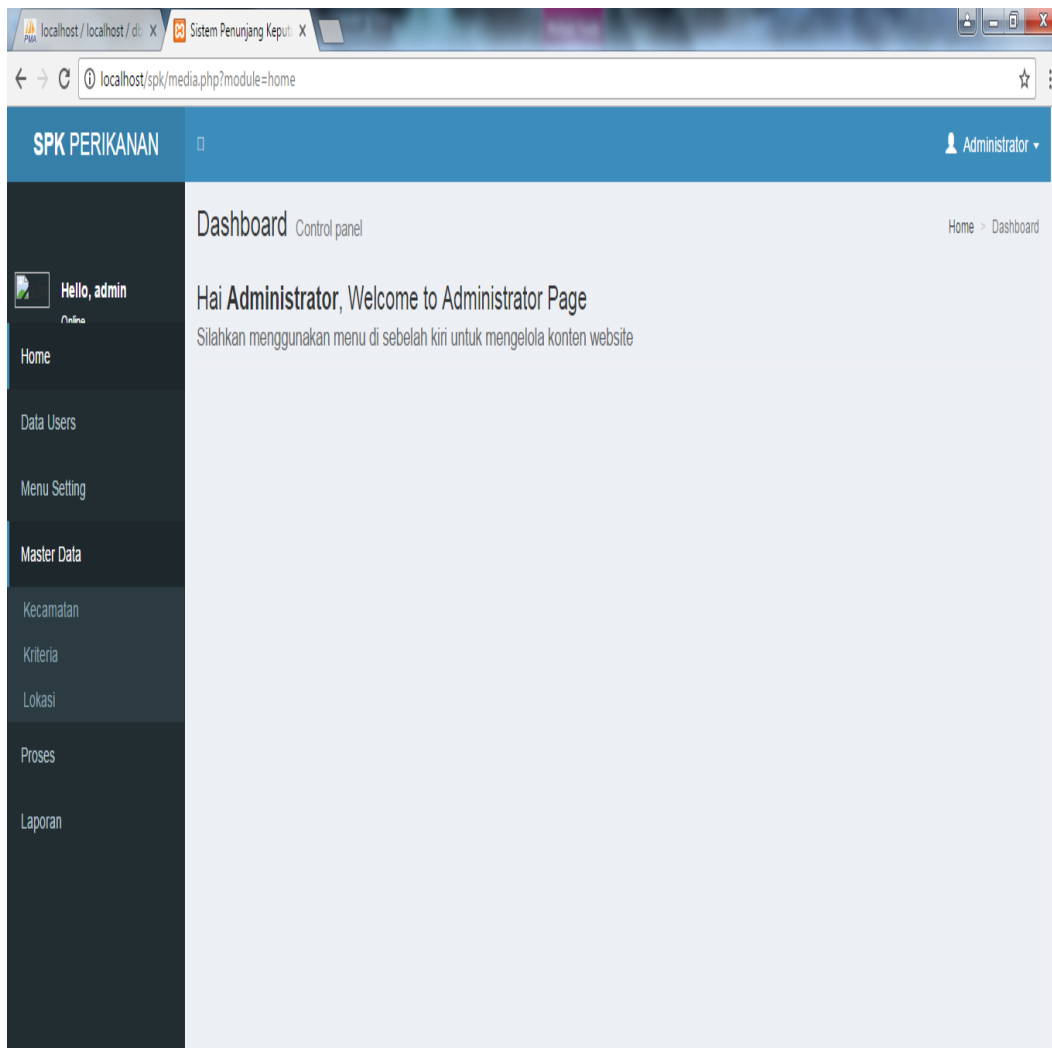 localhost / localhost / db
Sistem Penunjang Keput
localhost/spk/media.php?module=home
SPK PERIKANAN
Administrator
Dashboard Control panel
Home > Dashboard
Hello, admin
Online
Hai Administrator, Welcome to Administrator Page
Silahkan menggunakan menu di sebelah kiri untuk mengelola konten website
Home
Data Users
Menu Setting
Master Data
Kecamatan
Kriteria
Lokasi
Proses
Laporan